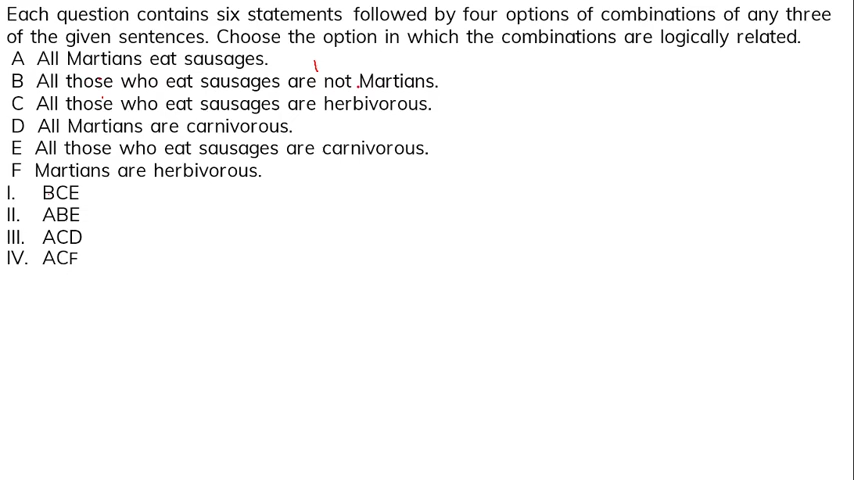 Each question contains six statements followed by four options of combinations of any three
of the given sentences. Choose the option in which the combinations are logically related.
A All Martians eat sausages.
B All those who eat sausages are not Martians.
C All those who eat sausages are herbivorous.
D All Martians are carnivorous.
E All those who eat sausages are carnivorous.
F Martians are herbivorous.
I. BCE
II. ABE
III. ACD
IV. ACF